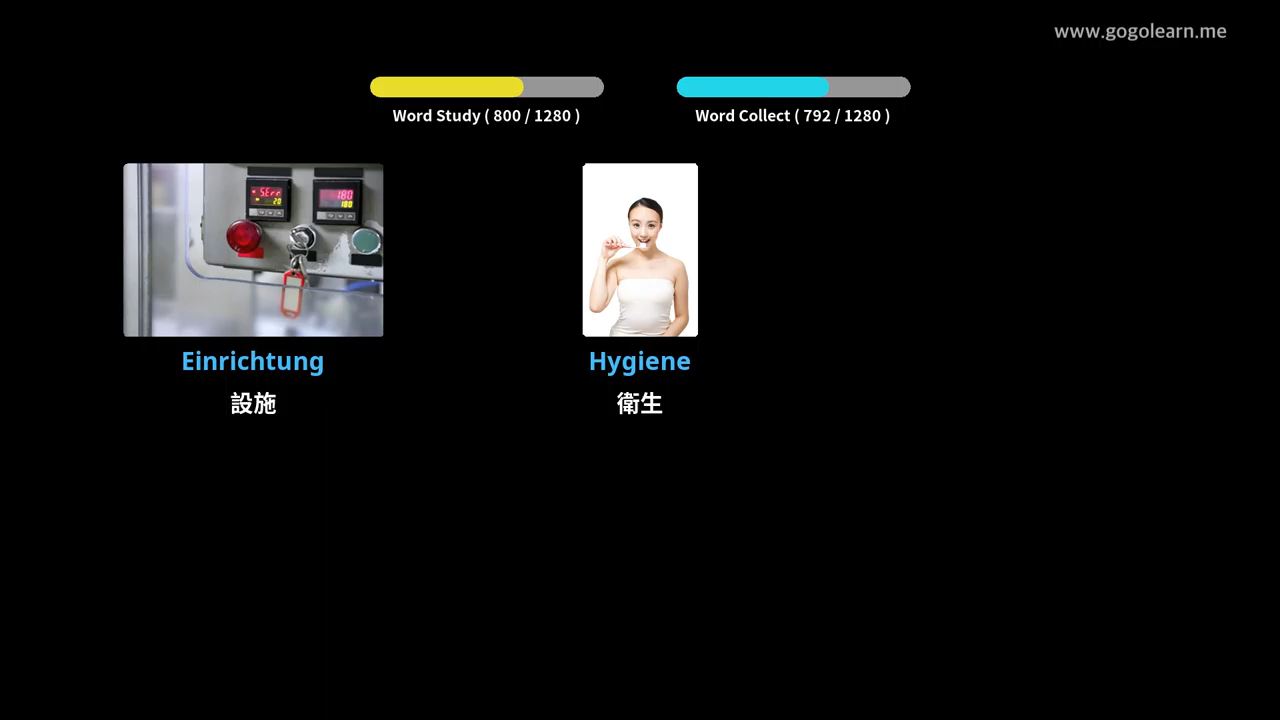 www.gogolearn.me
Word Study ( 800 / 1280 )
Word Collect ( 792 / 1280 )
Einrichtung
設施
Hygiene
衛生